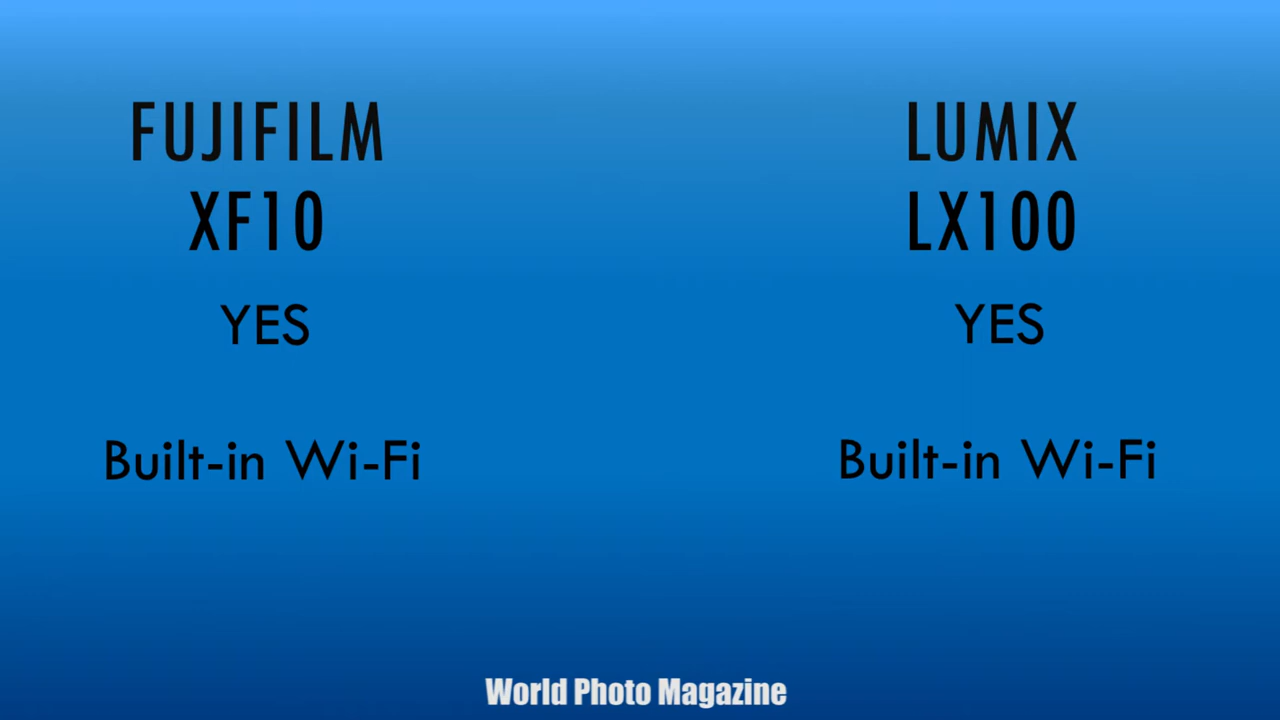 FUJIFILM
XF10
YES
Built-in Wi-Fi
LUMIX
LX100
YES
Built-in Wi-Fi
World Photo Magazine